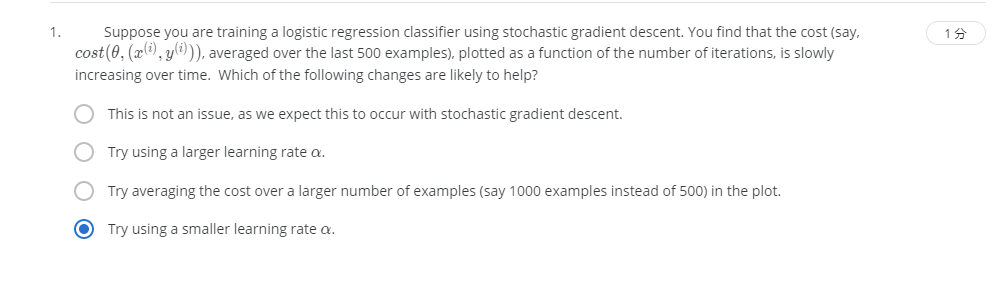 1. Suppose you are training a logistic regression classifier using stochastic gradient descent. You find that the cost (say,
cost(θ, (x⁽ⁱ⁾, y⁽ⁱ⁾)), averaged over the last 500 examples), plotted as a function of the number of iterations, is slowly
increasing over time. Which of the following changes are likely to help?
1 分
This is not an issue, as we expect this to occur with stochastic gradient descent.
Try using a larger learning rate α.
Try averaging the cost over a larger number of examples (say 1000 examples instead of 500) in the plot.
Try using a smaller learning rate α.